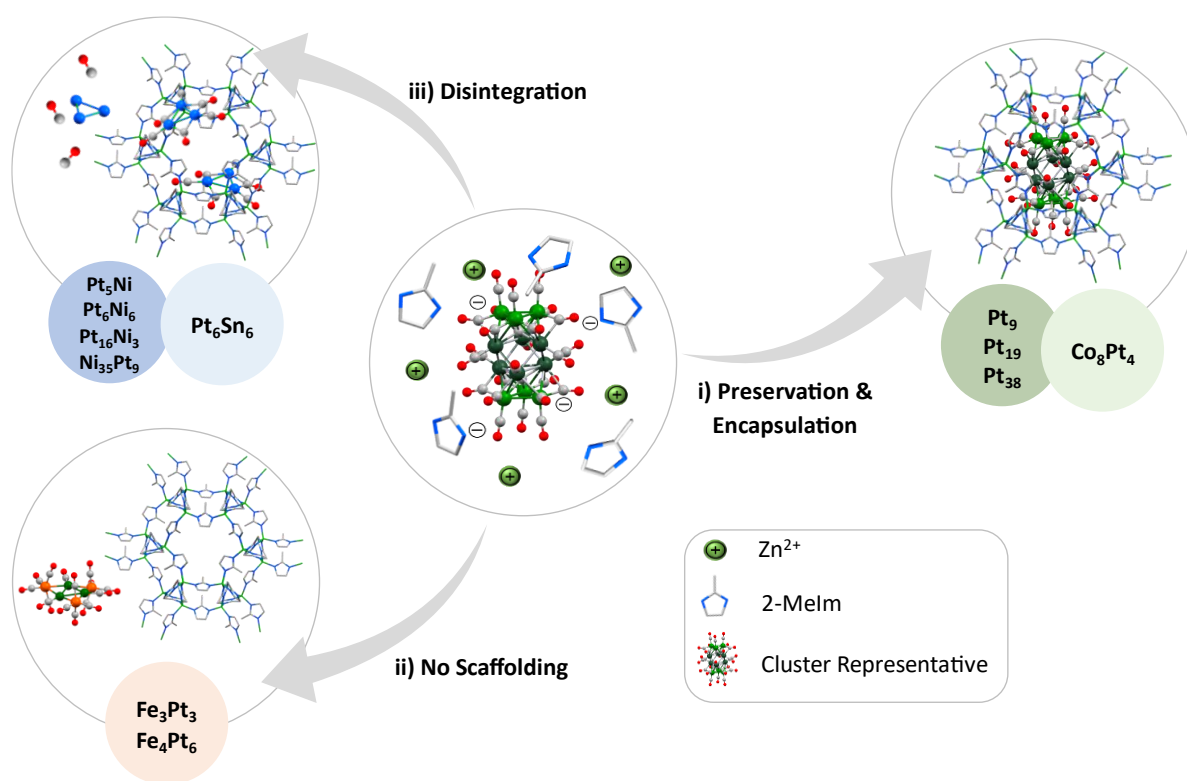 iii) Disintegration
Pt₅Ni
Pt₆Ni₆
Pt₁₆Ni₃
Ni₃₅Pt₉
Pt₆Sn₆
+
+
+
+
+
−
−
−
−
i) Preservation &
Encapsulation
Pt₉
Pt₁₉
Pt₃₈
Co₈Pt₄
ii) No Scaffolding
Fe₃Pt₃
Fe₄Pt₆
+
Zn²⁺
2-MeIm
Cluster Representative